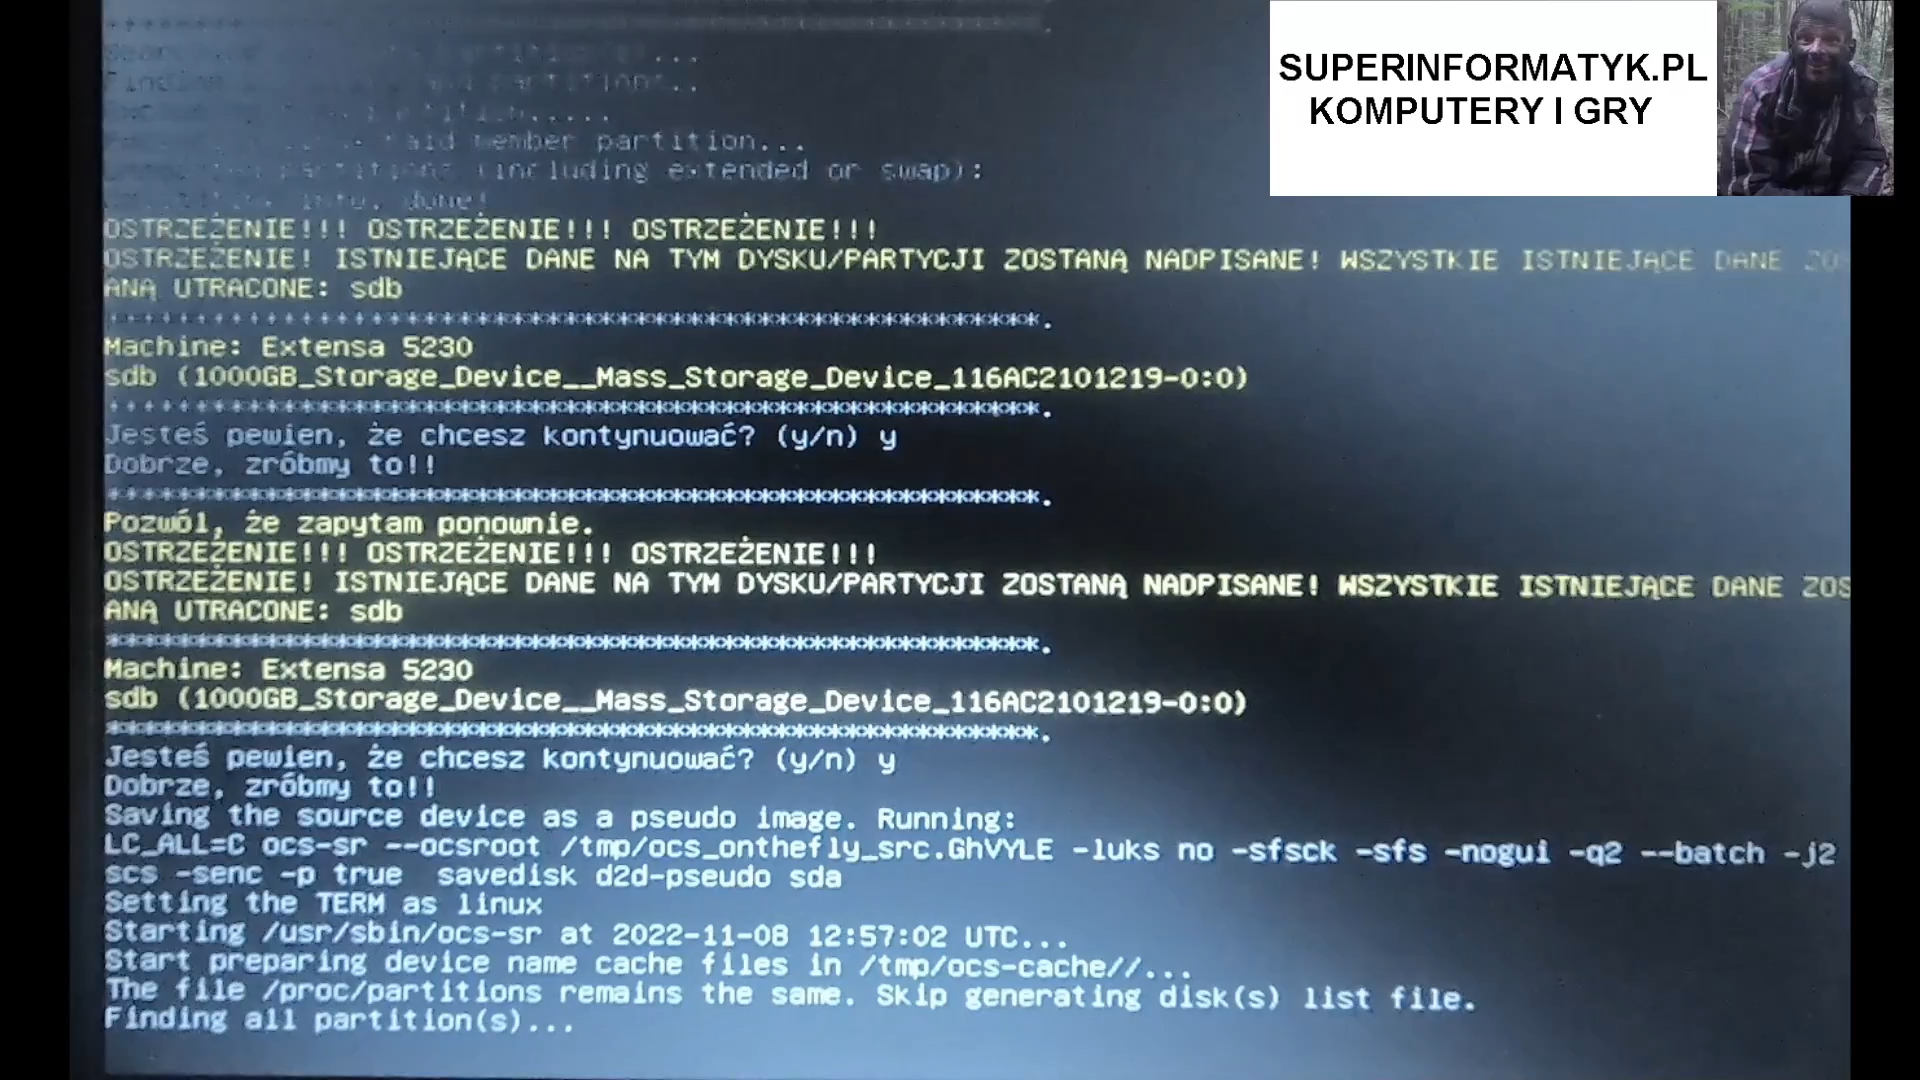 SUPERINFORMATYK.PL
KOMPUTERY I GRY
raid member partition...
partitions (including extended or swap):
done!
OSTRZEŻENIE!!! OSTRZEŻENIE!!! OSTRZEŻENIE!!!
OSTRZEŻENIE! ISTNIEJĄCE DANE NA TYM DYSKU/PARTYCJI ZOSTANĄ NADPISANE! WSZYSTKIE ISTNIEJĄCE DANE ZOS
ANĄ UTRACONE: sdb
*****************************************************.
Machine: Extensa 5230
sdb (1000GB_Storage_Device__Mass_Storage_Device_116AC2101219-0:0)
*****************************************************.
Jesteś pewien, że chcesz kontynuować? (y/n) y
Dobrze, zróbmy to!!
*****************************************************.
Pozwól, że zapytam ponownie.
OSTRZEŻENIE!!! OSTRZEŻENIE!!! OSTRZEŻENIE!!!
OSTRZEŻENIE! ISTNIEJĄCE DANE NA TYM DYSKU/PARTYCJI ZOSTANĄ NADPISANE! WSZYSTKIE ISTNIEJĄCE DANE ZOS
ANĄ UTRACONE: sdb
*****************************************************.
Machine: Extensa 5230
sdb (1000GB_Storage_Device__Mass_Storage_Device_116AC2101219-0:0)
*****************************************************.
Jesteś pewien, że chcesz kontynuować? (y/n) y
Dobrze, zróbmy to!!
Saving the source device as a pseudo image. Running:
LC_ALL=C ocs-sr --ocsroot /tmp/ocs_onthefly_src.GhVYLE -luks no -sfsck -sfs -nogui -q2 --batch -j2
scs -senc -p true  savedisk d2d-pseudo sda
Setting the TERM as linux
Starting /usr/sbin/ocs-sr at 2022-11-08 12:57:02 UTC...
Start preparing device name cache files in /tmp/ocs-cache//...
The file /proc/partitions remains the same. Skip generating disk(s) list file.
Finding all partition(s)...